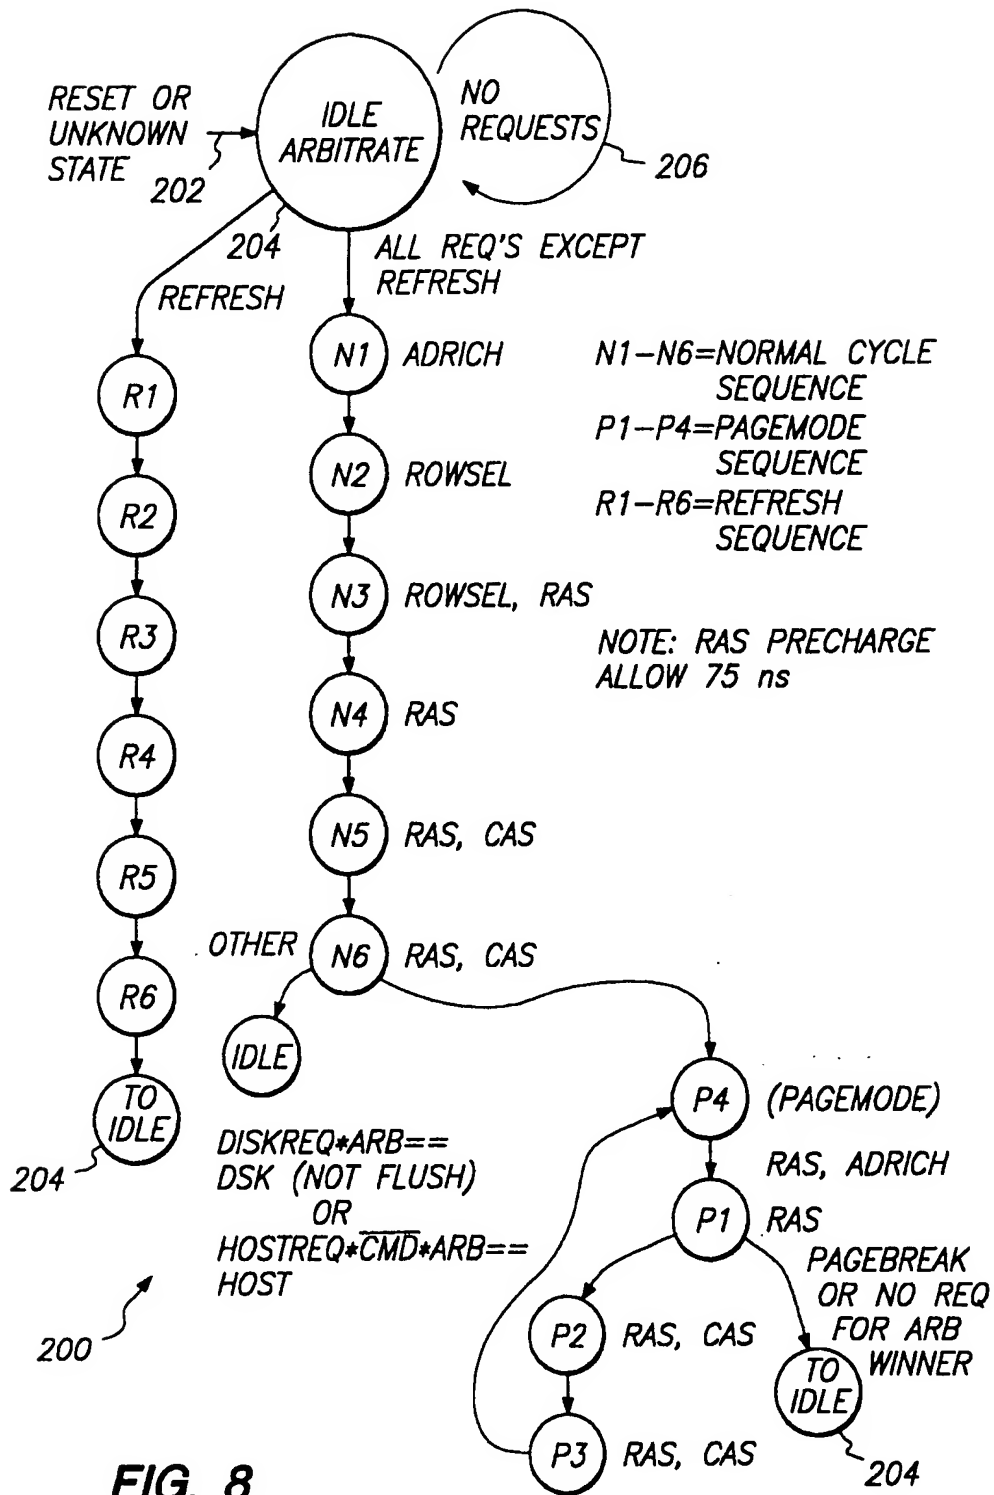 RESET OR
UNKNOWN
STATE
202
IDLE
ARBITRATE
204
NO
REQUESTS
206
ALL REQ'S EXCEPT
REFRESH
REFRESH
R1
R2
R3
R4
R5
R6
TO
IDLE
204
N1 ADRICH
N2 ROWSEL
N3 ROWSEL, RAS
N4 RAS
N5 RAS, CAS
N6 RAS, CAS
OTHER
IDLE
N1-N6=NORMAL CYCLE
SEQUENCE
P1-P4=PAGEMODE
SEQUENCE
R1-R6=REFRESH
SEQUENCE
NOTE: RAS PRECHARGE
ALLOW 75 ns
DISKREQ*ARB==
DSK (NOT FLUSH)
OR
HOSTREQ*C̅M̅D̅*ARB==
HOST
200
P4 (PAGEMODE)
RAS, ADRICH
P1 RAS
PAGEBREAK
OR NO REQ
FOR ARB
WINNER
P2 RAS, CAS
P3 RAS, CAS
TO
IDLE
204
FIG. 8